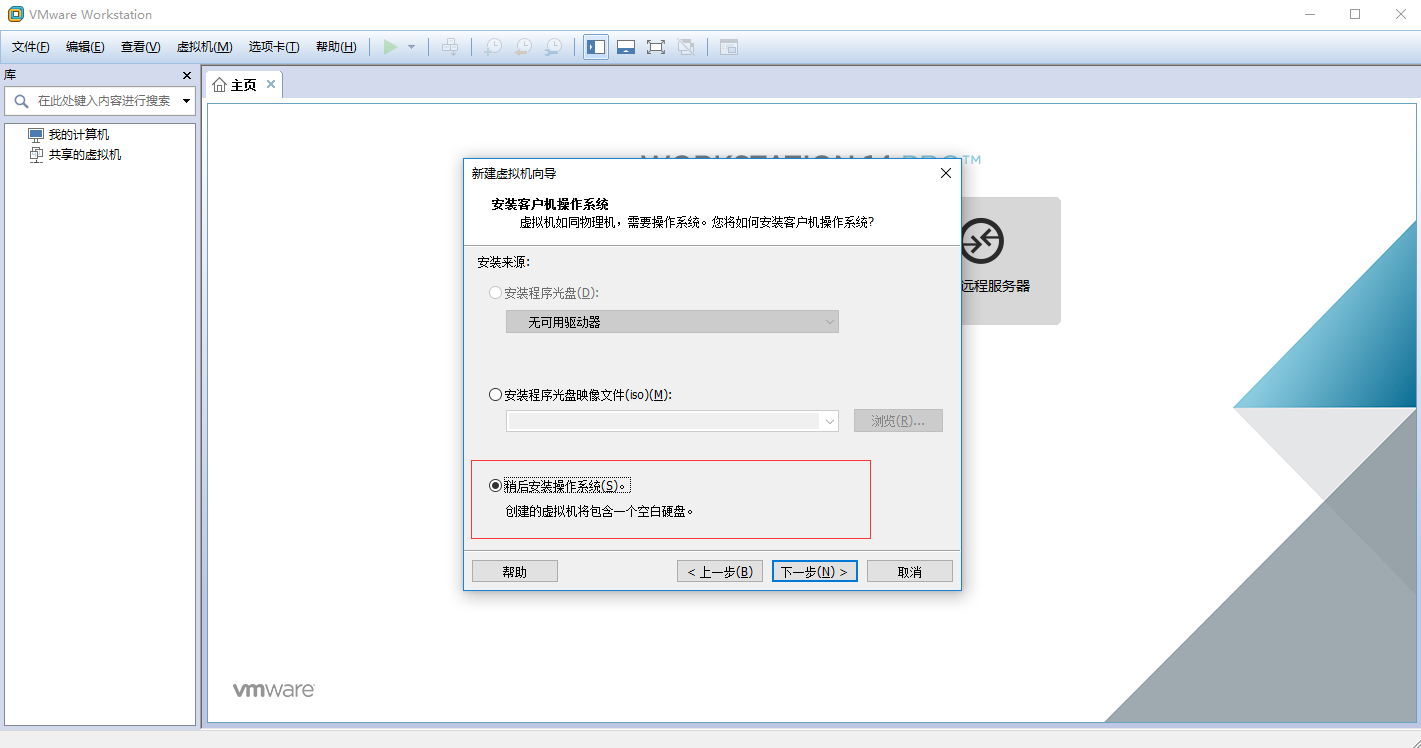 VMware Workstation
文件(F) 编辑(E) 查看(V) 虚拟机(M) 选项卡(T) 帮助(H)
库
在此处键入内容进行搜索
我的计算机
共享的虚拟机
主页
WORKSTATION 14 PRO™
新建虚拟机向导
安装客户机操作系统
虚拟机如同物理机，需要操作系统。您将如何安装客户机操作系统?
安装来源:
安装程序光盘(D):
无可用驱动器
远程服务器
安装程序光盘映像文件(iso)(M):
浏览(R)...
稍后安装操作系统(S)。
创建的虚拟机将包含一个空白硬盘。
帮助 < 上一步(B) 下一步(N) > 取消
vmware